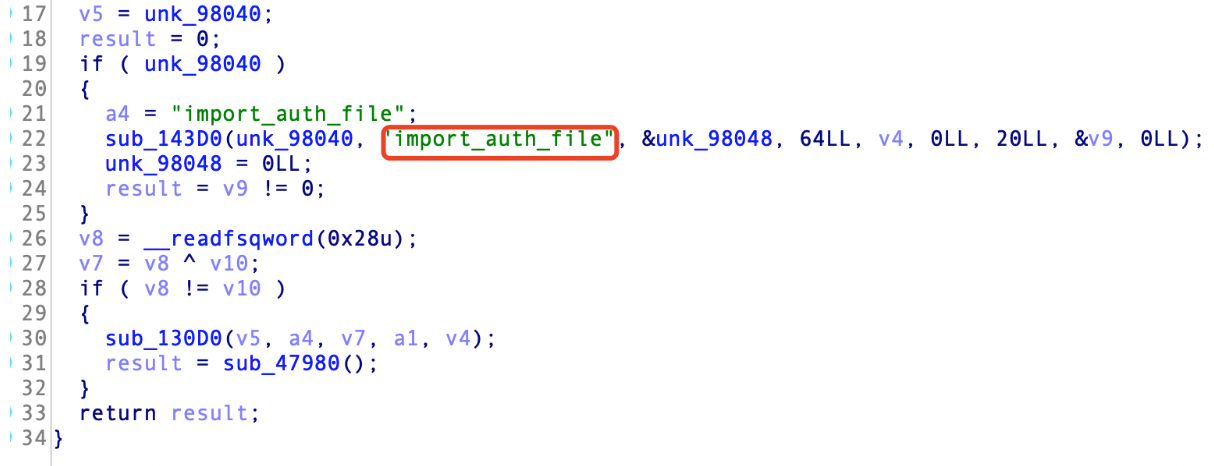 17 v5 = unk_98040;
18 result = 0;
19 if ( unk_98040 )
20 {
21 a4 = "import_auth_file";
22 sub_143D0(unk_98040, "import_auth_file", &unk_98048, 64LL, v4, 0LL, 20LL, &v9, 0LL);
23 unk_98048 = 0LL;
24 result = v9 != 0;
25 }
26 v8 = __readfsqword(0x28u);
27 v7 = v8 ^ v10;
28 if ( v8 != v10 )
29 {
30 sub_130D0(v5, a4, v7, a1, v4);
31 result = sub_47980();
32 }
33 return result;
34 }